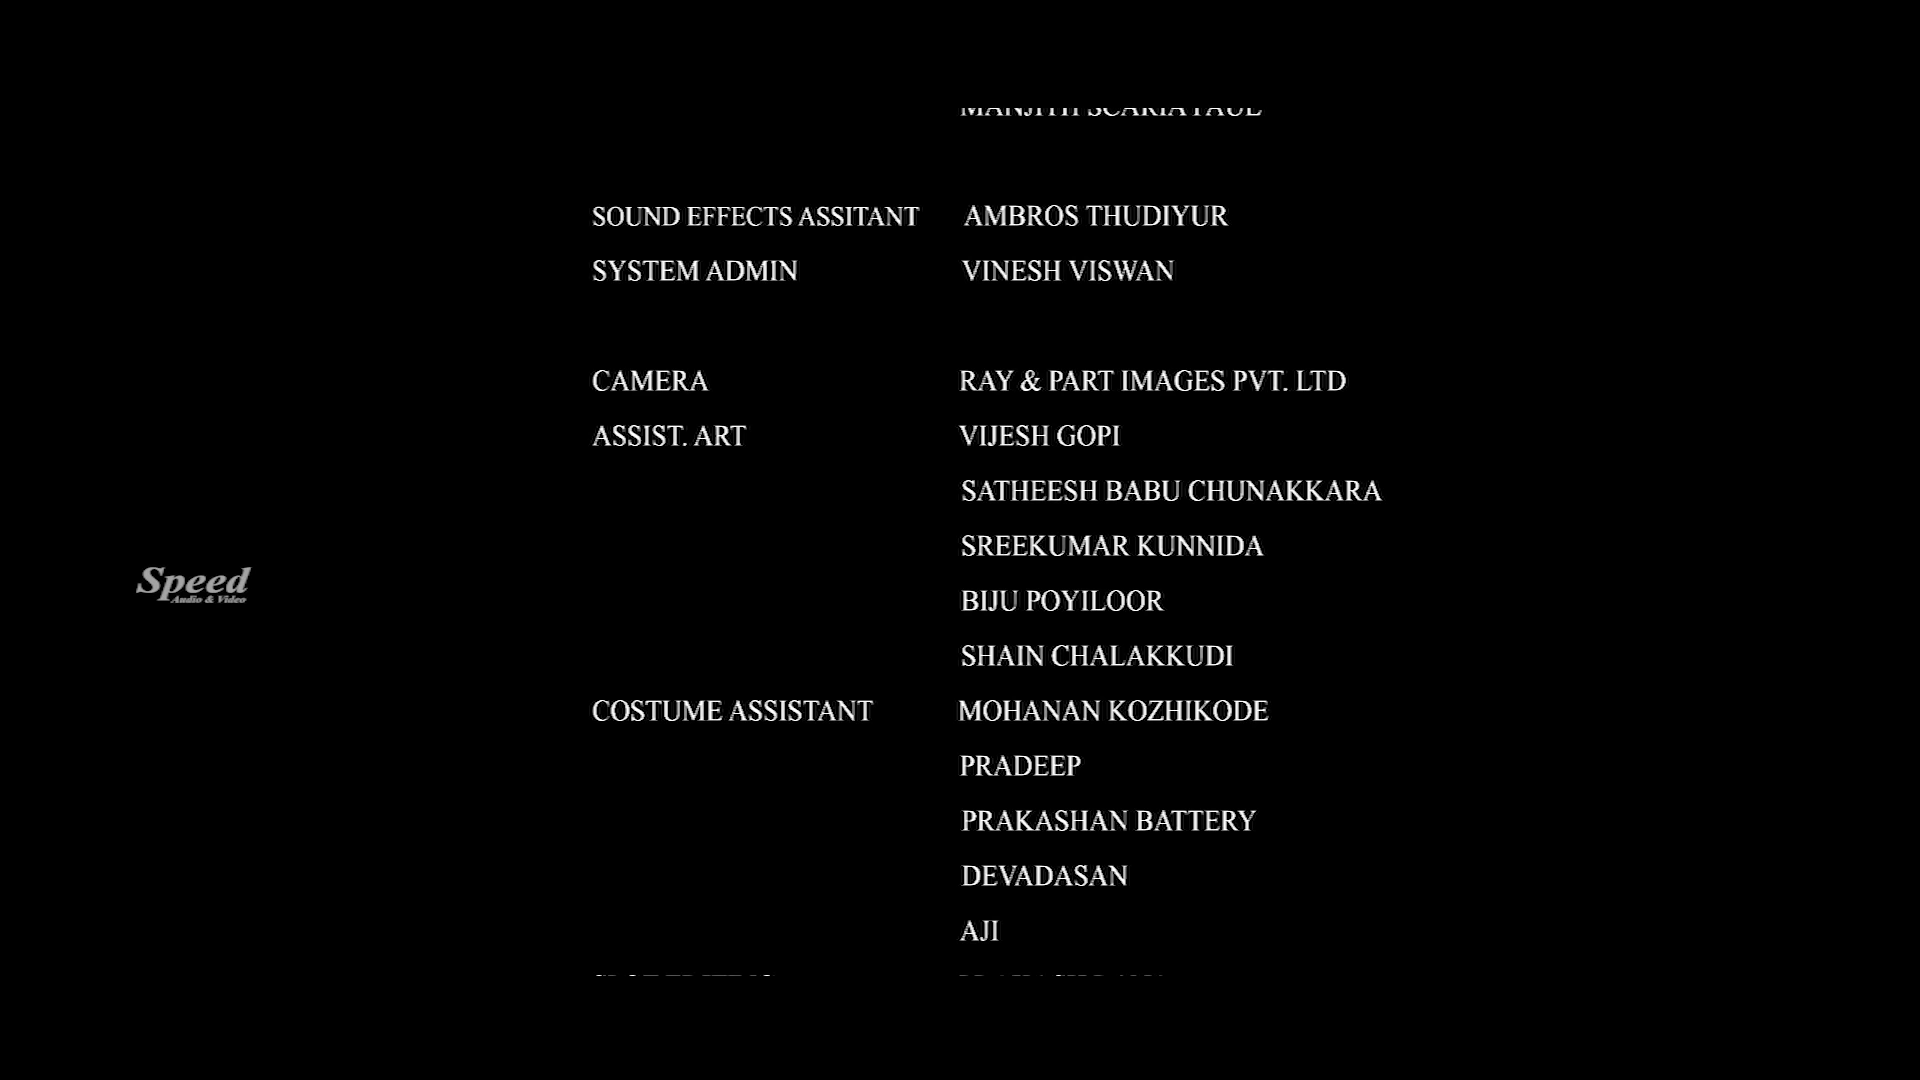 SOUND EFFECTS ASSITANT AMBROS THUDIYUR
SYSTEM ADMIN VINESH VISWAN
CAMERA RAY & PART IMAGES PVT. LTD
ASSIST. ART VIJESH GOPI
SATHEESH BABU CHUNAKKARA
SREEKUMAR KUNNIDA
BIJU POYILOOR
SHAIN CHALAKKUDI
COSTUME ASSISTANT MOHANAN KOZHIKODE
PRADEEP
PRAKASHAN BATTERY
DEVADASAN
AJI
Speed
Audio & Video